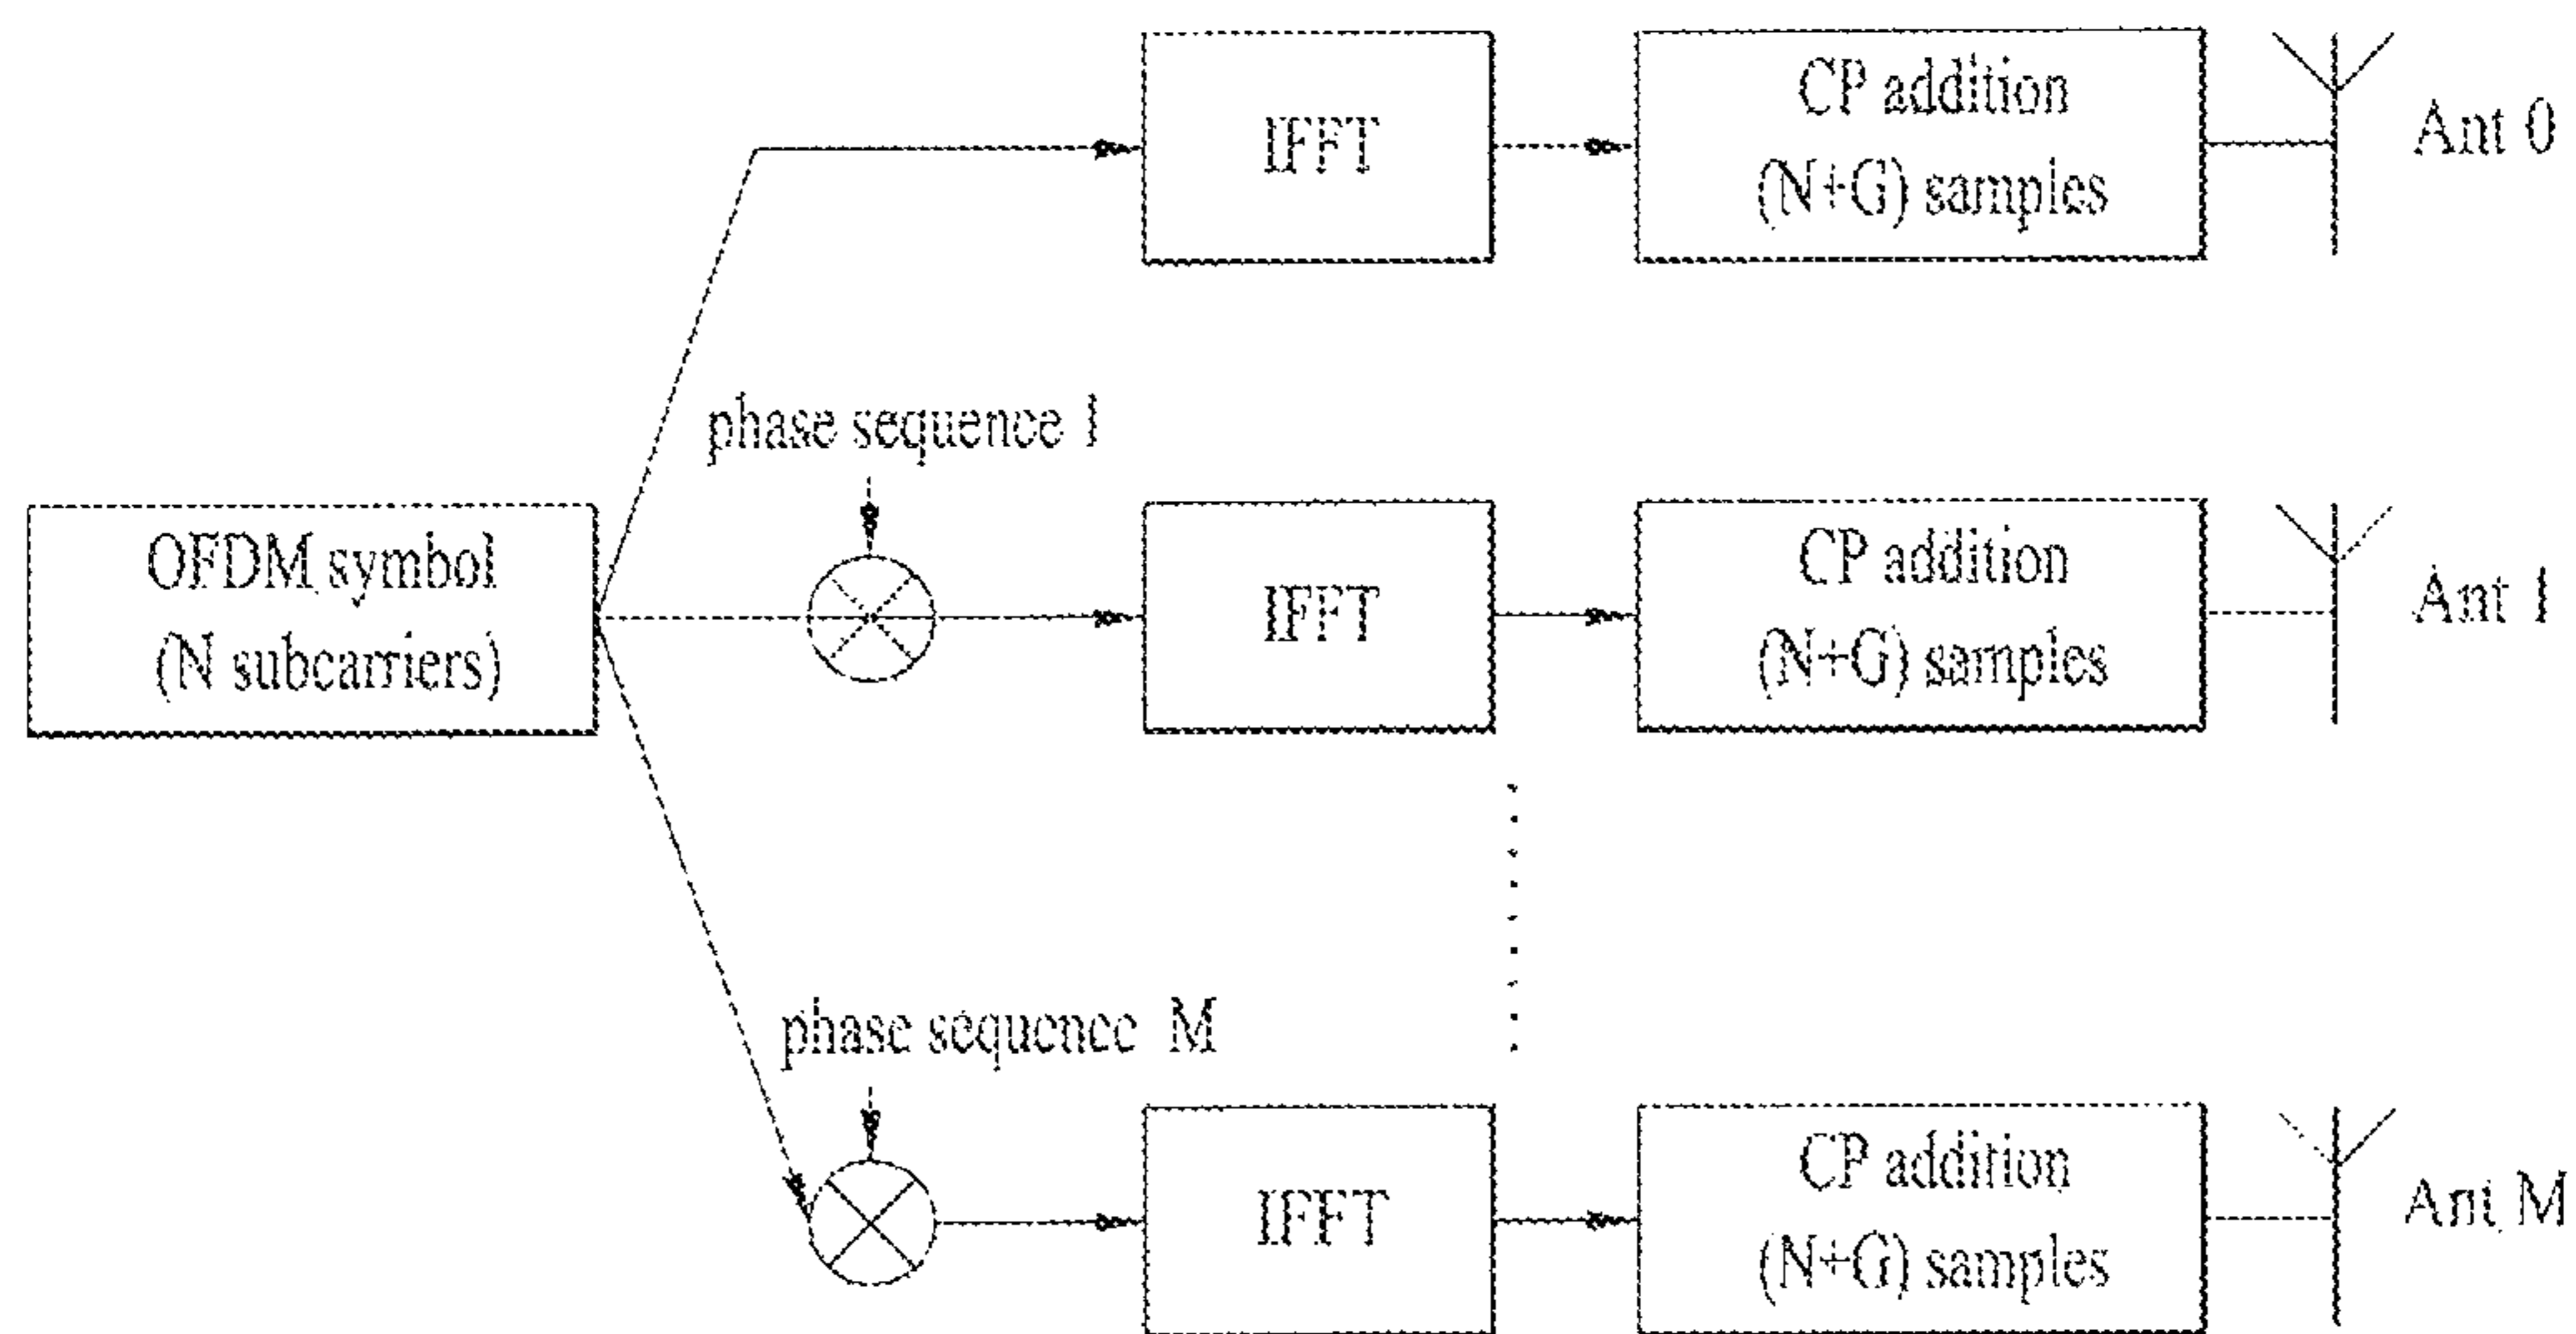 IFFT
CP addition
(N+G) samples
Ant 0
phase sequence 1
OFDM symbol
(N subcarriers)
IFFT
CP addition
(N+G) samples
Ant 1
phase sequence M
IFFT
CP addition
(N+G) samples
Ant M